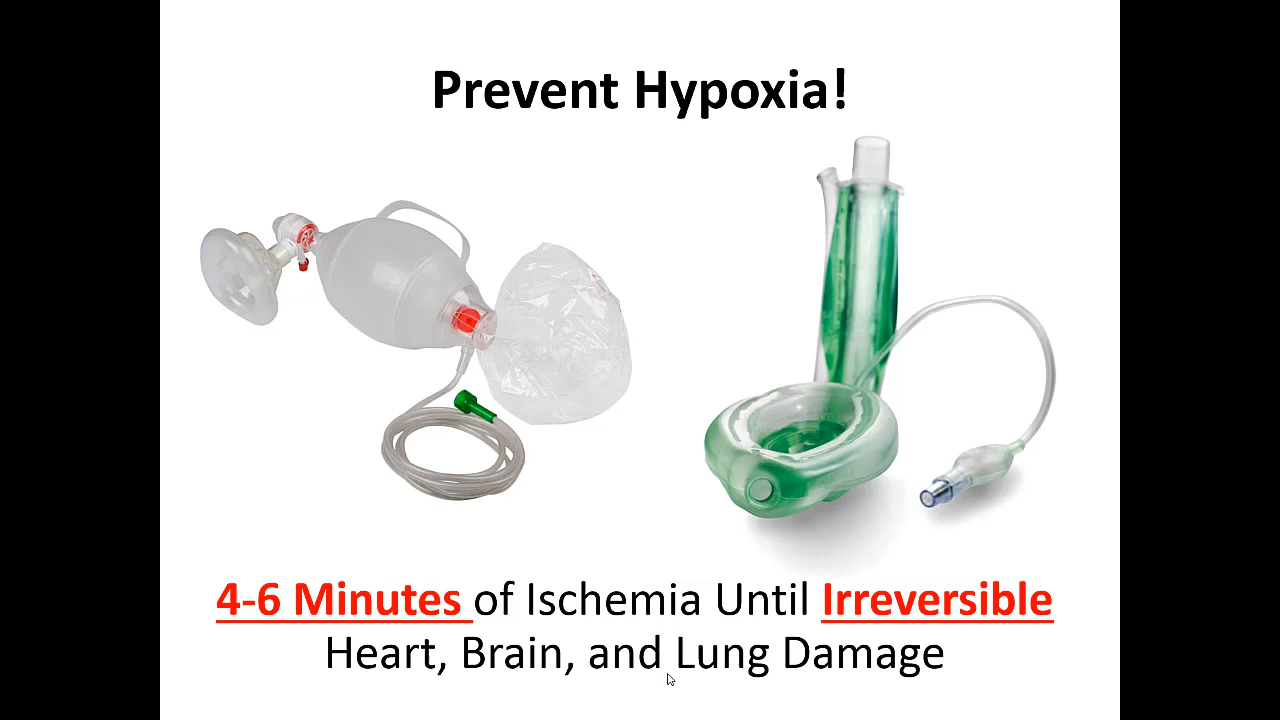 Prevent Hypoxia!
4-6 Minutes of Ischemia Until Irreversible
Heart, Brain, and Lung Damage